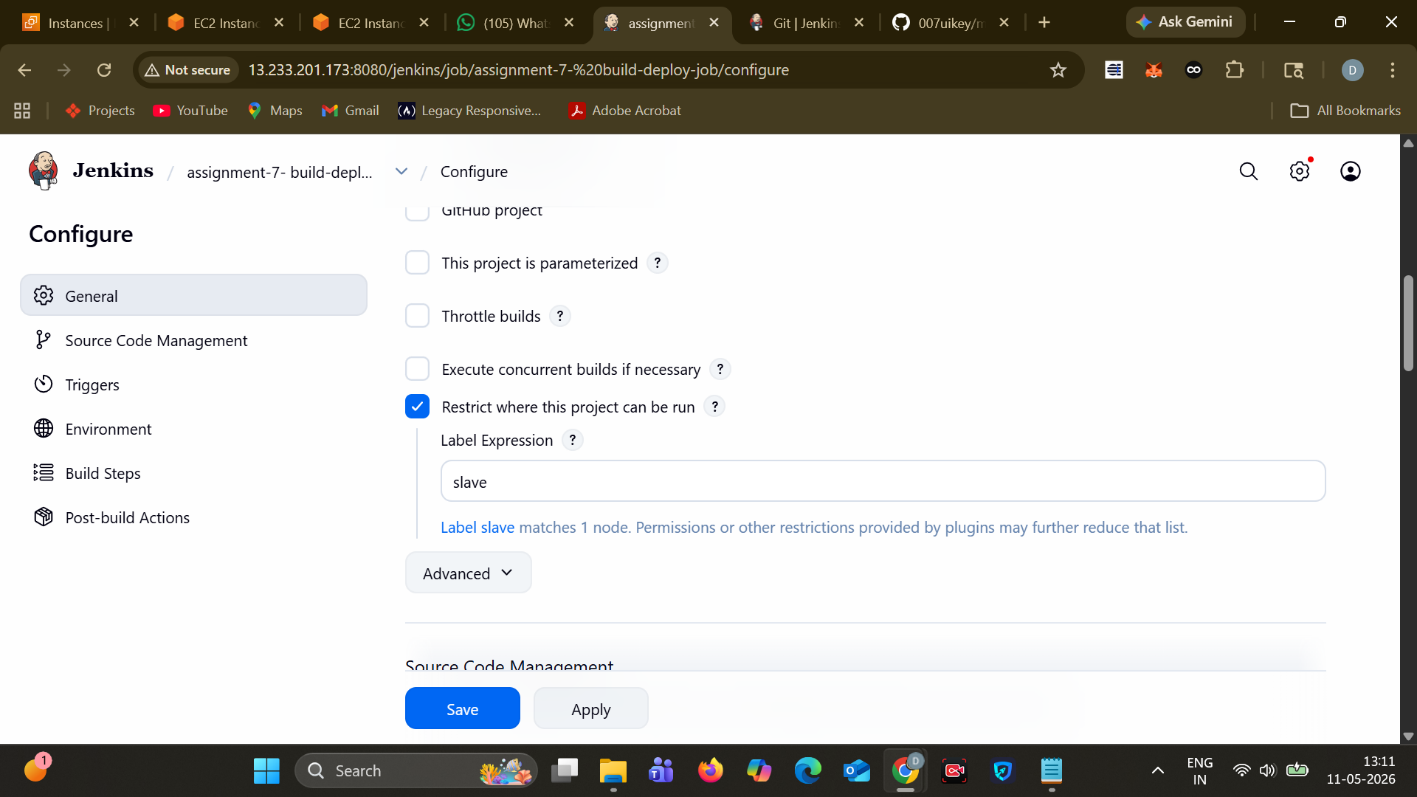 Instances |
EC2 Instanc
EC2 Instanc
(105) What
assignment
Git | Jenkin
007uikey/m
Ask Gemini
Not secure
13.233.201.173:8080/jenkins/job/assignment-7-%20build-deploy-job/configure
D
Projects
YouTube
Maps
Gmail
Legacy Responsive...
Adobe Acrobat
All Bookmarks
Jenkins / assignment-7- build-depl... / Configure
Configure
General
Source Code Management
Triggers
Environment
Build Steps
Post-build Actions
GitHub project
This project is parameterized ?
Throttle builds ?
Execute concurrent builds if necessary ?
Restrict where this project can be run ?
Label Expression ?
slave
Label slave matches 1 node. Permissions or other restrictions provided by plugins may further reduce that list.
Advanced
Source Code Management
Save
Apply
1
Search
D
ENG
IN
13:11
11-05-2026